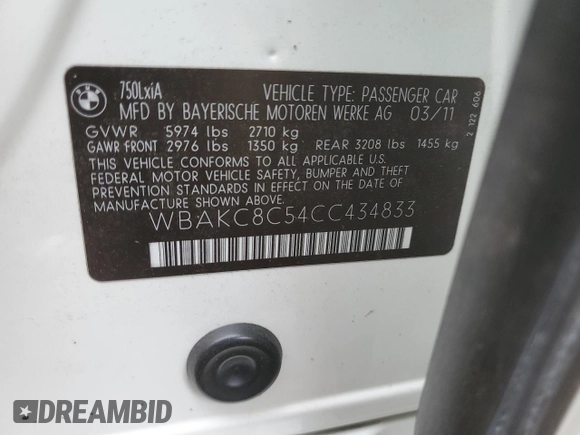 BMW
750LxiA
VEHICLE TYPE: PASSENGER CAR
MFD BY BAYERISCHE MOTOREN WERKE AG 03/11
GVWR 5974 lbs 2710 kg
GAWR FRONT 2976 lbs 1350 kg REAR 3208 lbs 1455 kg
THIS VEHICLE CONFORMS TO ALL APPLICABLE U.S.
FEDERAL MOTOR VEHICLE SAFETY, BUMPER AND THEFT
PREVENTION STANDARDS IN EFFECT ON THE DATE OF
MANUFACTURE SHOWN ABOVE.
WBAKC8C54CC434833
2 122 606
DREAMBID